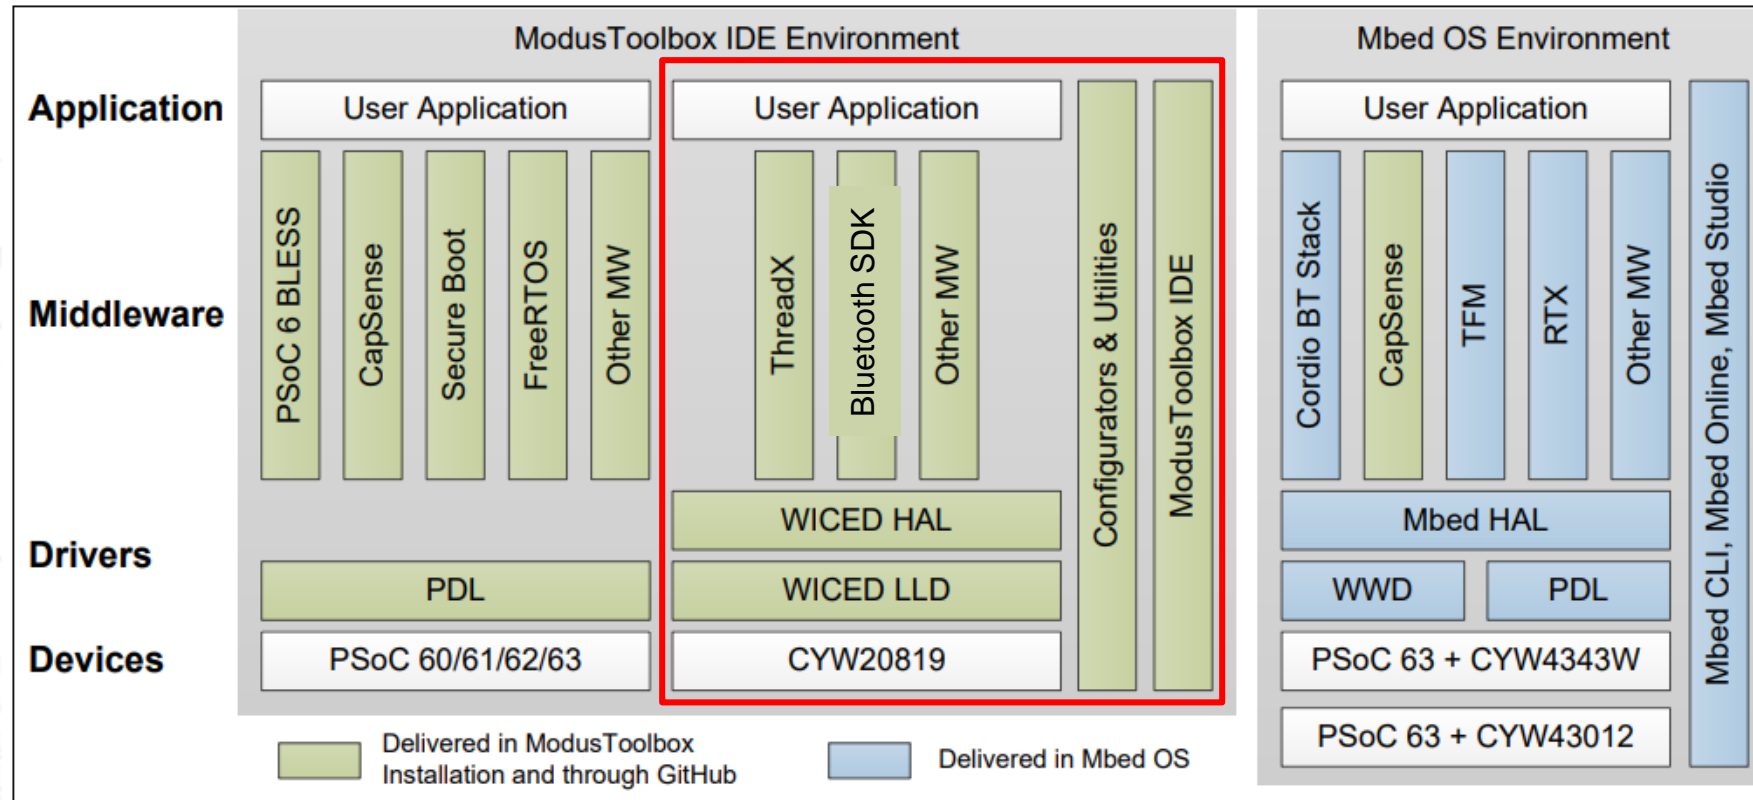 ModusToolbox IDE Environment
Mbed OS Environment
Application
User Application
User Application
User Application
Middleware
PSoC 6 BLESS
CapSense
Secure Boot
FreeRTOS
Other MW
ThreadX
Bluetooth SDK
Other MW
Configurators & Utilities
ModusToolbox IDE
Cordio BT Stack
CapSense
TFM
RTX
Other MW
Mbed CLI, Mbed Online, Mbed Studio
Drivers
WICED HAL
Mbed HAL
PDL
WICED LLD
WWD
PDL
Devices
PSoC 60/61/62/63
CYW20819
PSoC 63 + CYW4343W
PSoC 63 + CYW43012
Delivered in ModusToolbox
Installation and through GitHub
Delivered in Mbed OS